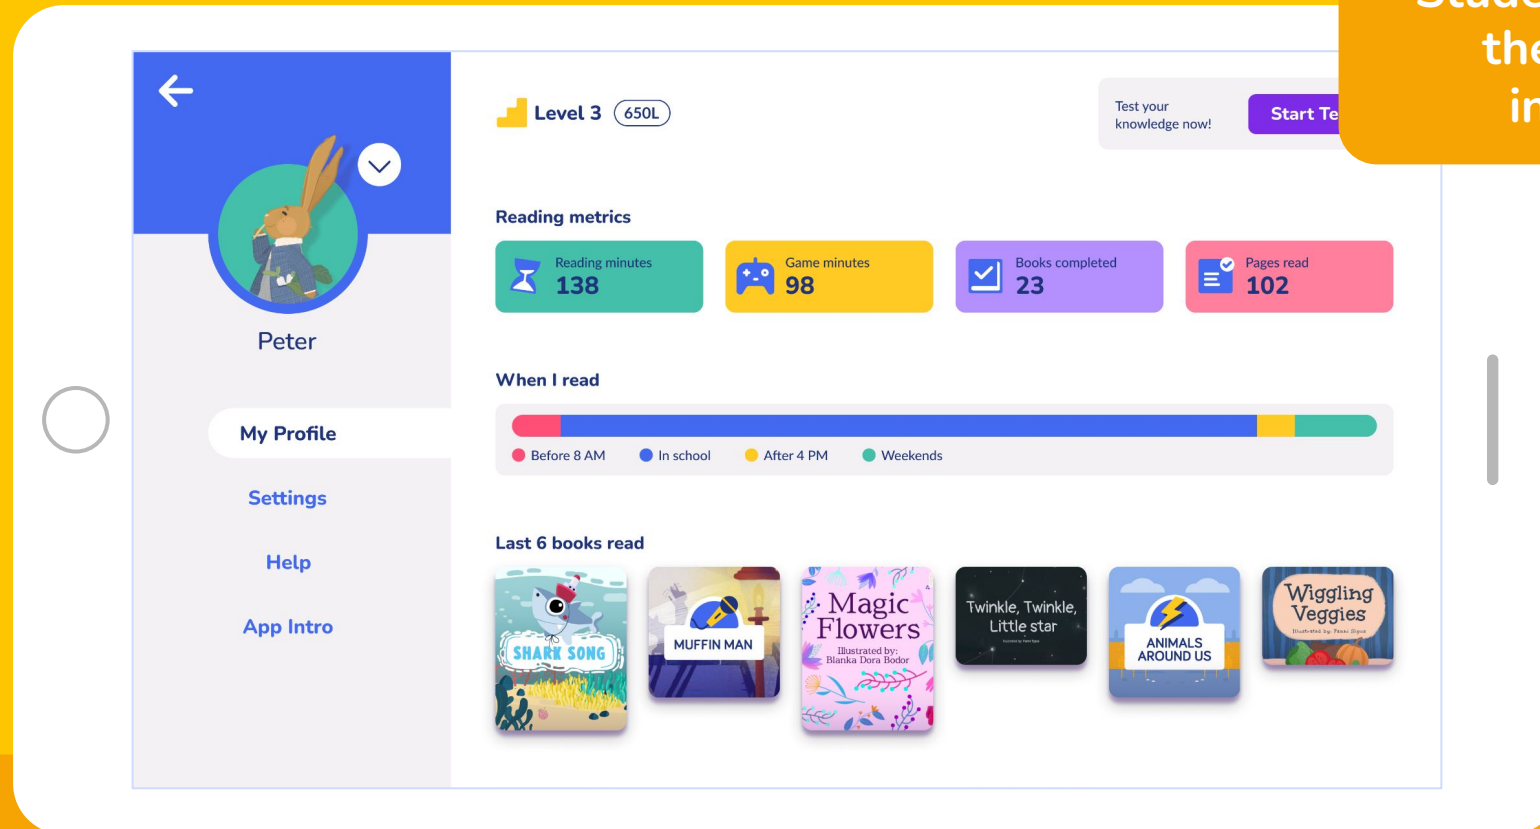 the
Level 3 650L
Test your
knowledge now!
Start
Reading metrics
Reading minutes
138
Game minutes
98
Books completed
23
Pages read
102
Peter
When I read
Before 8 AM
In school
After 4 PM
Weekends
My Profile
Settings
Help
App Intro
Last 6 books read
SHARK SONG
MUFFIN MAN
Magic
Flowers
Illustrated by:
Blanka Dora Bodor
Twinkle, Twinkle,
Little star
ANIMALS
AROUND US
Wiggling
Veggies